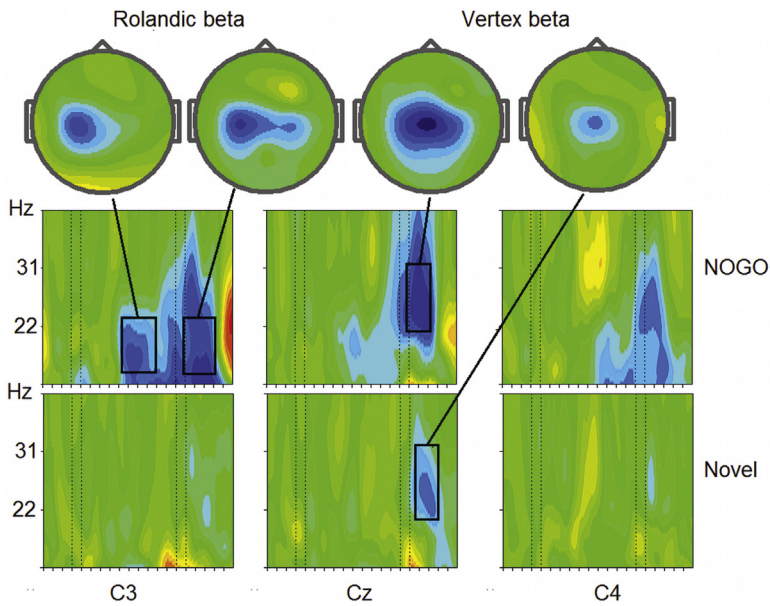 Rolandic beta Vertex beta
Hz
31
22
NOGO
Hz
31
22
Novel
C3 Cz C4